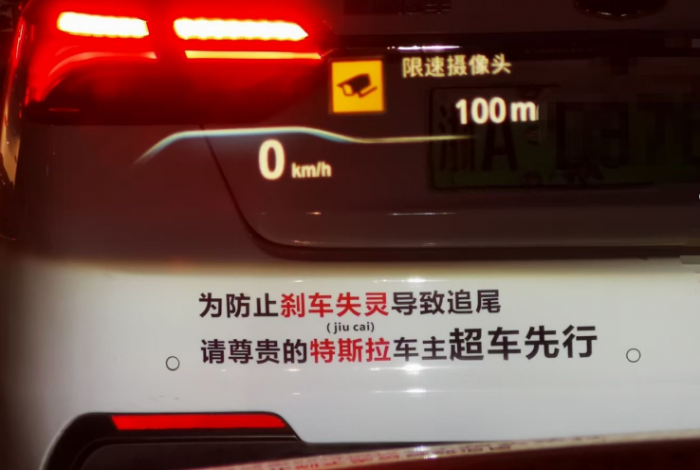 限速摄像头
100m
0 km/h
为防止刹车失灵导致追尾
(jiu cai)
请尊贵的特斯拉车主超车先行